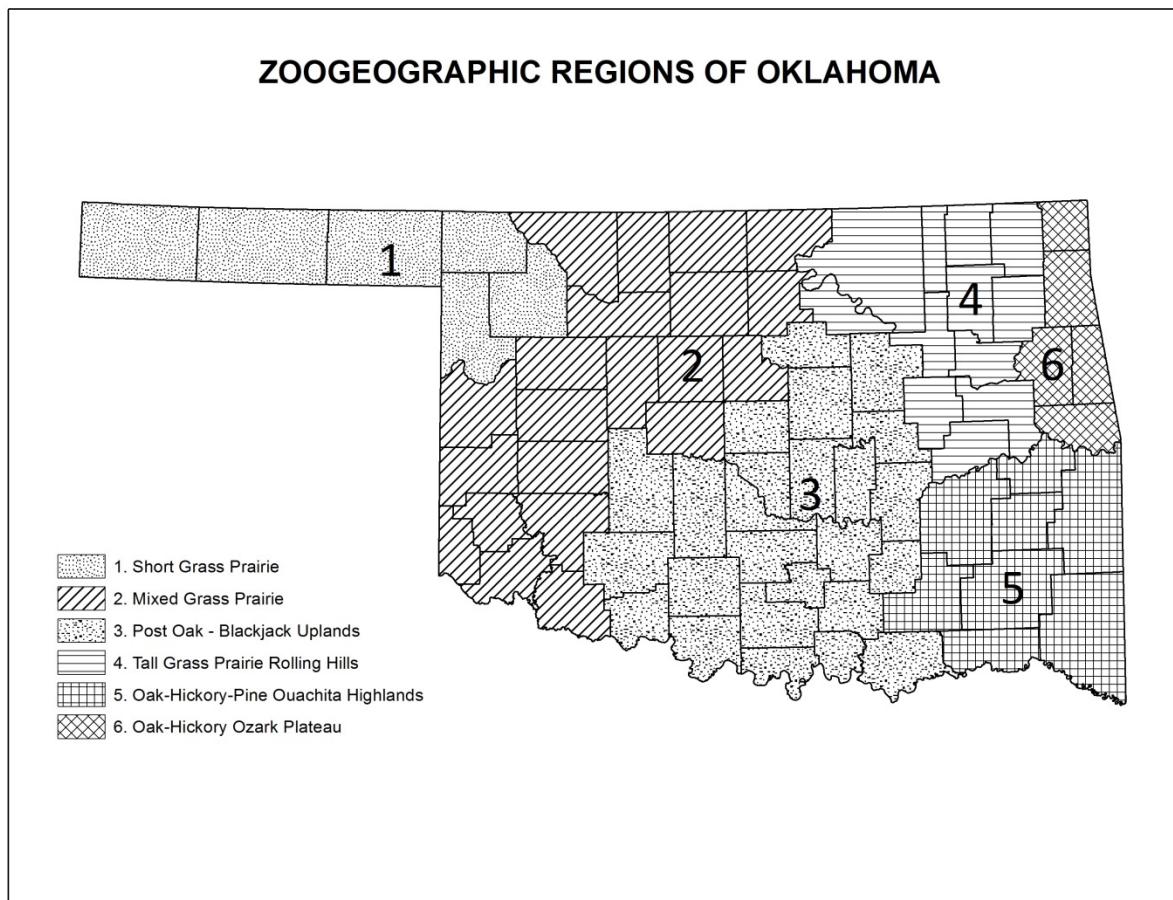 ZOOGEOGRAPHIC REGIONS OF OKLAHOMA
1
2
3
4
5
6
1. Short Grass Prairie
2. Mixed Grass Prairie
3. Post Oak - Blackjack Uplands
4. Tall Grass Prairie Rolling Hills
5. Oak-Hickory-Pine Ouachita Highlands
6. Oak-Hickory Ozark Plateau